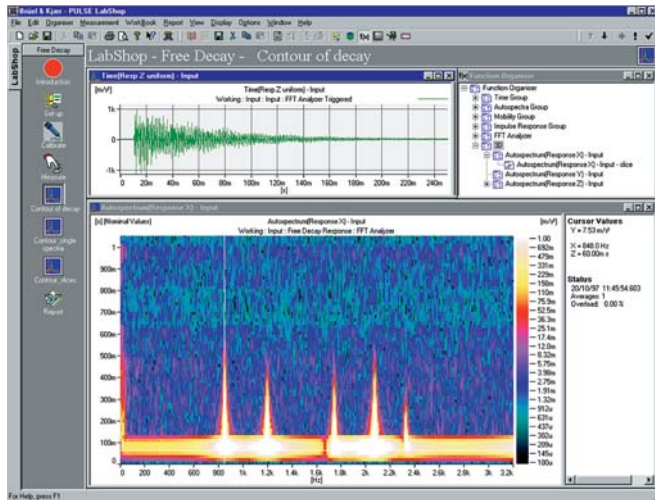 Brüel & Kjær - PULSE LabShop
File Edit Organiser Measurement WorkBook Report View Display Options Window Help
LabShop
Free Decay
LabShop - Free Decay - Contour of decay
Introduction
Set up
Calibrate
Measure
Contour of decay
Contour_single spectra
Contour_slices
Report
Time(Resp Z uniform) - Input
[m/s²] Time(Resp Z uniform) - Input
Working : Input : Input : FFT Analyzer Triggered
1k
0
-1k
0 20m 40m 60m 80m 100m 120m 140m 160m 180m 200m 220m 240m
[s]
Function Organiser
Function Organiser
Time Group
Autospectra Group
Mobility Group
Impulse Response Group
FFT Analyzer
3D
Autospectrum(Response X) - Input
Autospectrum(Response X) - Input - slice
Autospectrum(Response Y) - Input
Autospectrum(Response Z) - Input
Autospectrum(Response X) - Input
[s] (Nominal Values) Autospectrum(Response X) - Input
Working : Input : Free Decay Response : FFT Analyzer
1
900m
800m
700m
600m
500m
400m
300m
200m
100m
0
0 200 400 600 800 1k 1.2k 1.4k 1.6k 1.8k 2k 2.2k 2.4k 2.6k 2.8k 3k 3.2k
[Hz]
1.00
692m
479m
331m
229m
158m
110m
75.9m
52.5m
36.3m
25.1m
17.4m
12.0m
8.32m
5.75m
3.98m
2.75m
1.91m
1.32m
912u
631u
437u
302u
209u
145u
100u
Cursor Values
X = 848.0 Hz
Z = 60.00m s
Status
20/10/97 11:45:54.603
Averages: 1
Overload: 0.00 %
For Help, press F1